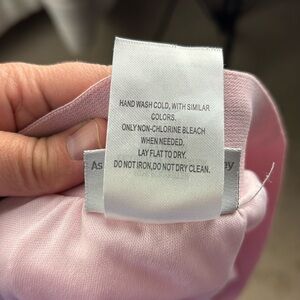 HAND WASH COLD, WITH SIMILAR
COLORS.
ONLY NON-CHLORINE BLEACH
WHEN NEEDED.
LAY FLAT TO DRY.
DO NOT IRON,DO NOT DRY CLEAN.